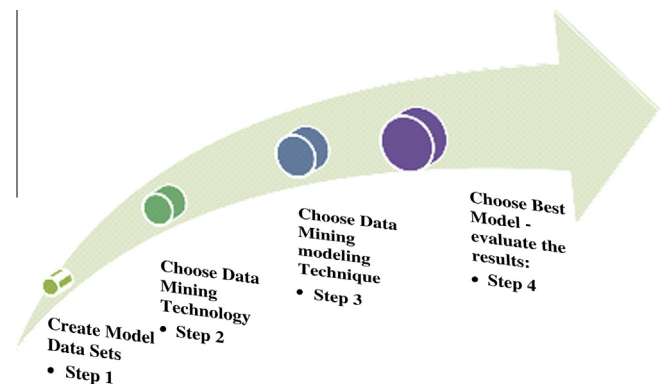 Create Model
Data Sets
• Step 1
Choose Data
Mining
Technology
• Step 2
Choose Data
Mining
modeling
Technique
• Step 3
Choose Best
Model -
evaluate the
results:
• Step 4